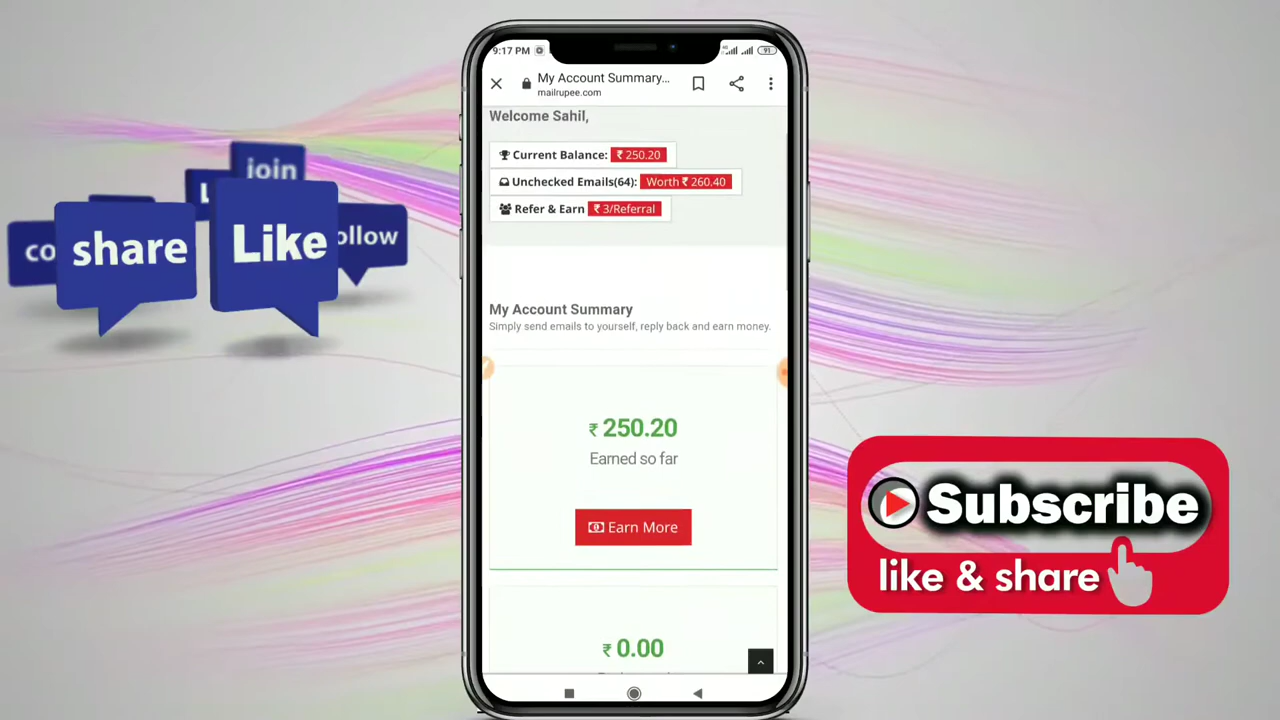 9:17 PM
91
My Account Summary...
mailrupee.com
Welcome Sahil,
Current Balance: ₹ 250.20
Unchecked Emails(64): Worth ₹ 260.40
Refer & Earn ₹ 3/Referral
My Account Summary
Simply send emails to yourself, reply back and earn money.
₹ 250.20
Earned so far
Earn More
₹ 0.00
join
L
co
share
Like
ollow
Subscribe
like & share